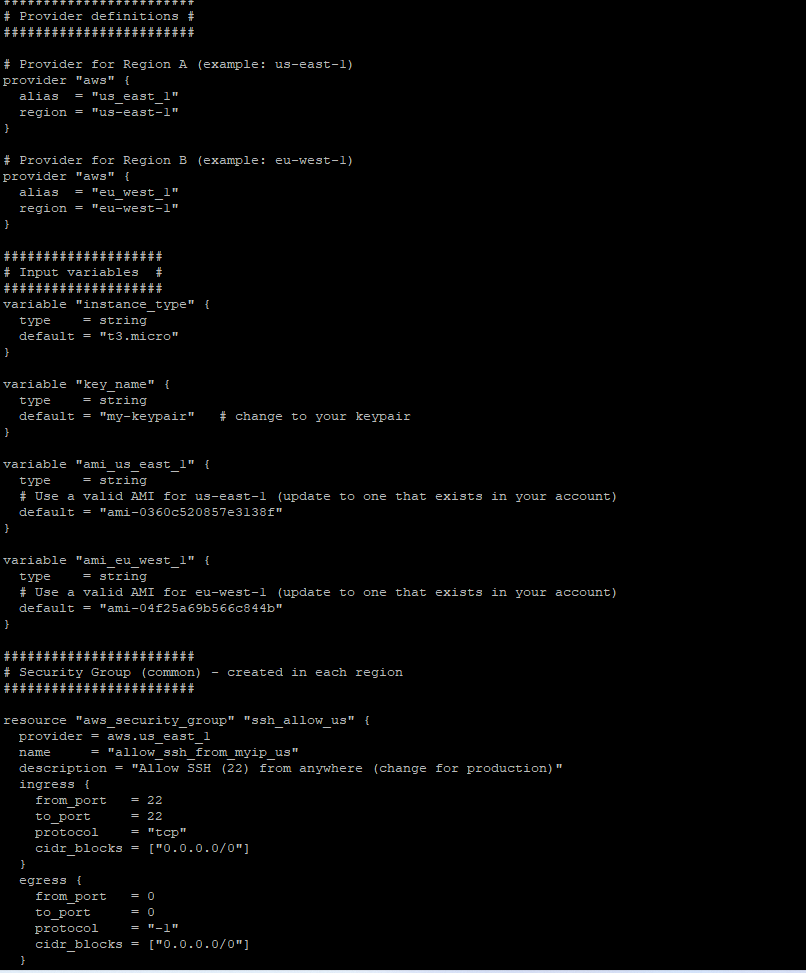 ########################
# Provider definitions #
########################
# Provider for Region A (example: us-east-1)
provider "aws" {
  alias  = "us_east_1"
  region = "us-east-1"
}
# Provider for Region B (example: eu-west-1)
provider "aws" {
  alias  = "eu_west_1"
  region = "eu-west-1"
}
####################
# Input variables  #
####################
variable "instance_type" {
  type    = string
  default = "t3.micro"
}
variable "key_name" {
  type    = string
  default = "my-keypair"   # change to your keypair
}
variable "ami_us_east_1" {
  type    = string
  # Use a valid AMI for us-east-1 (update to one that exists in your account)
  default = "ami-0360c520857e3138f"
}
variable "ami_eu_west_1" {
  type    = string
  # Use a valid AMI for eu-west-1 (update to one that exists in your account)
  default = "ami-04f25a69b566c844b"
}
########################
# Security Group (common) - created in each region
########################
resource "aws_security_group" "ssh_allow_us" {
  provider = aws.us_east_1
  name     = "allow_ssh_from_myip_us"
  description = "Allow SSH (22) from anywhere (change for production)"
  ingress {
    from_port   = 22
    to_port     = 22
    protocol    = "tcp"
    cidr_blocks = ["0.0.0.0/0"]
  }
  egress {
    from_port   = 0
    to_port     = 0
    protocol    = "-1"
    cidr_blocks = ["0.0.0.0/0"]
  }